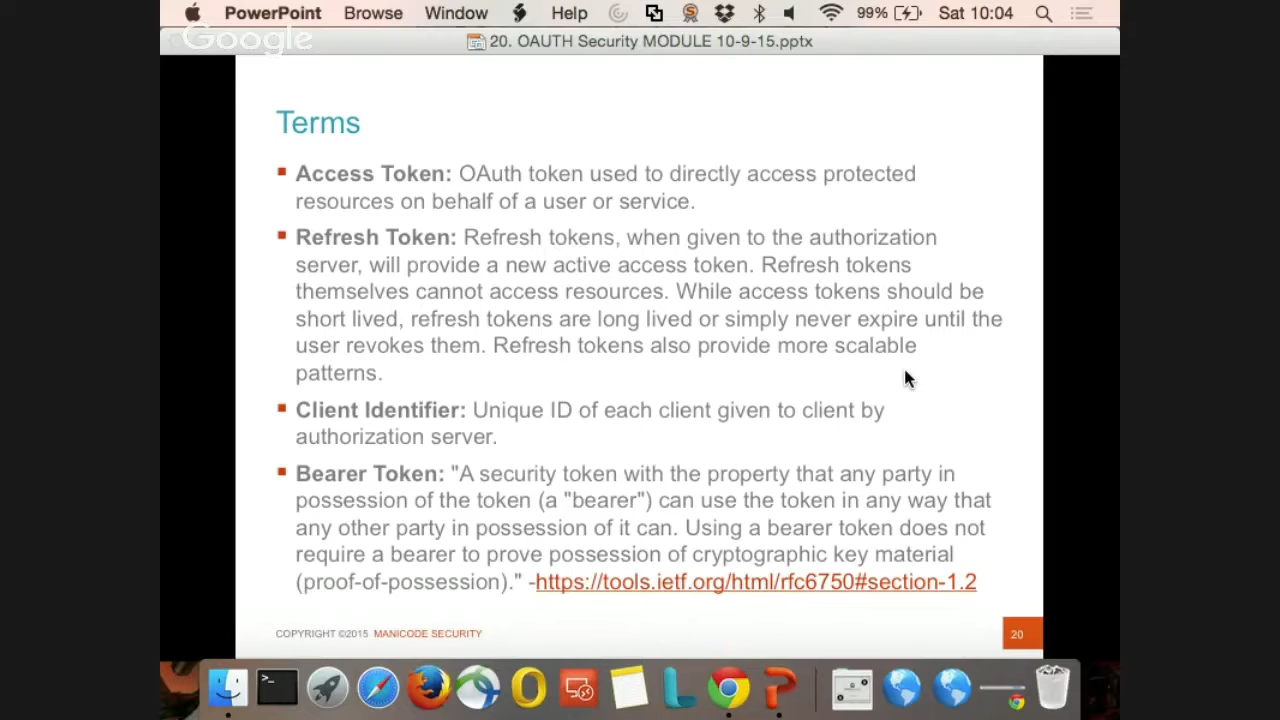 PowerPoint Browse Window Help 99% Sat 10:04
Google
20. OAUTH Security MODULE 10-9-15.pptx
Terms
Access Token: OAuth token used to directly access protected
resources on behalf of a user or service.
Refresh Token: Refresh tokens, when given to the authorization
server, will provide a new active access token. Refresh tokens
themselves cannot access resources. While access tokens should be
short lived, refresh tokens are long lived or simply never expire until the
user revokes them. Refresh tokens also provide more scalable
patterns.
Client Identifier: Unique ID of each client given to client by
authorization server.
Bearer Token: "A security token with the property that any party in
possession of the token (a "bearer") can use the token in any way that
any other party in possession of it can. Using a bearer token does not
require a bearer to prove possession of cryptographic key material
(proof-of-possession)." -https://tools.ietf.org/html/rfc6750#section-1.2
COPYRIGHT ©2015 MANICODE SECURITY
20